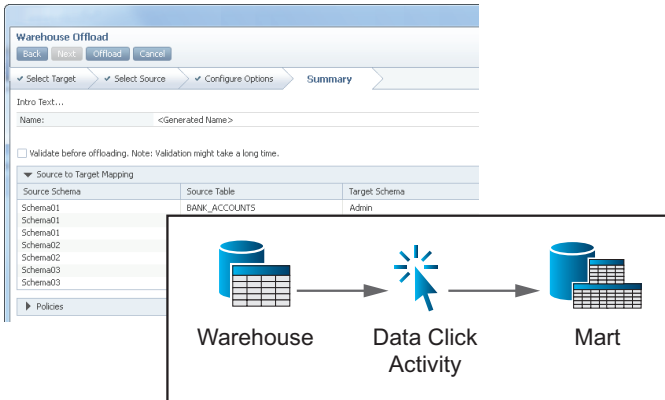 Warehouse Offload
Back Next Offload Cancel
Select Target Select Source Configure Options Summary
Intro Text...
Name: <Generated Name>
Validate before offloading. Note: Validation might take a long time.
Source to Target Mapping
Source Schema Source Table Target Schema
Schema01 BANK_ACCOUNTS Admin
Schema01
Schema01
Schema02
Schema02
Schema03
Schema03
Policies
Warehouse
Data Click
Activity
Mart